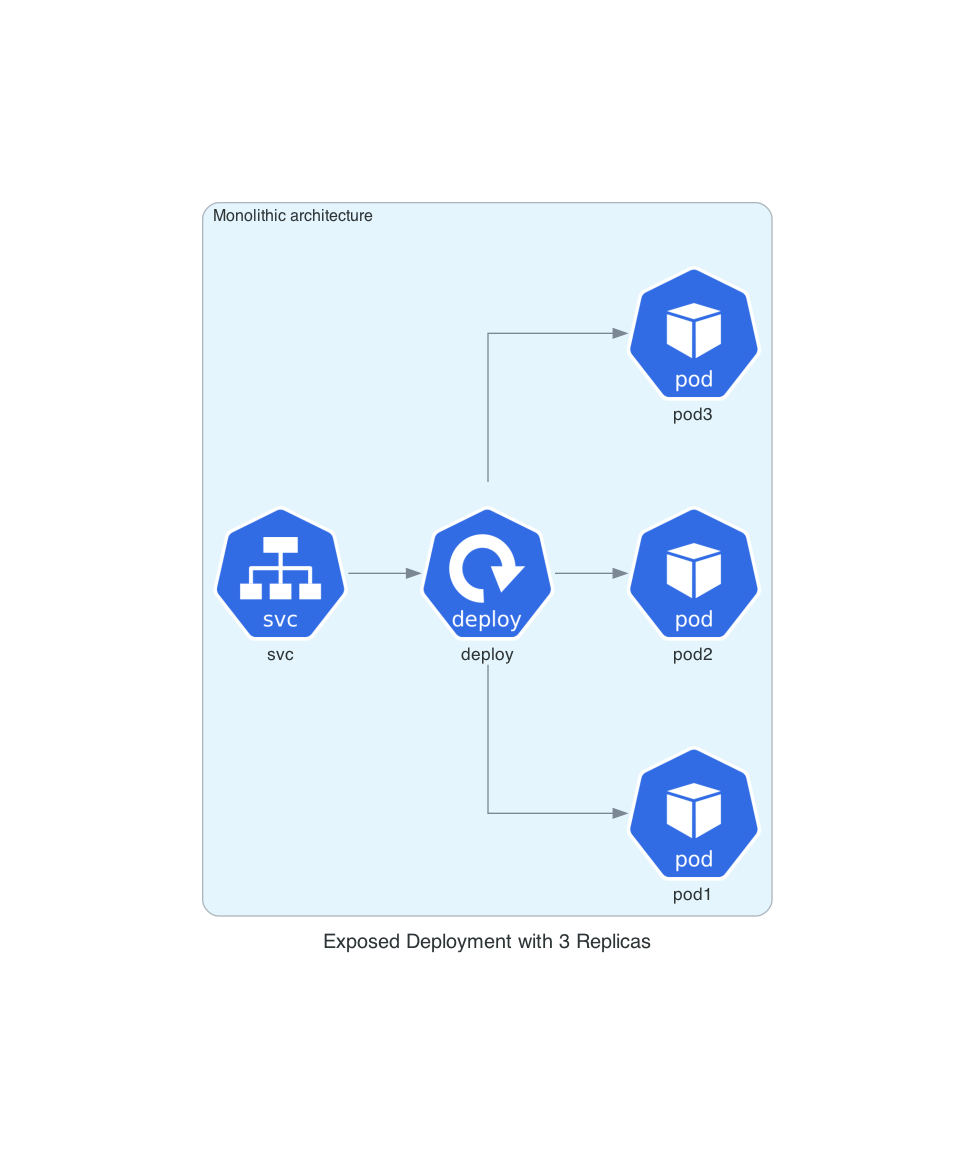 Monolithic architecture
pod
pod3
svc
svc
deploy
deploy
pod
pod2
pod
pod1
Exposed Deployment with 3 Replicas